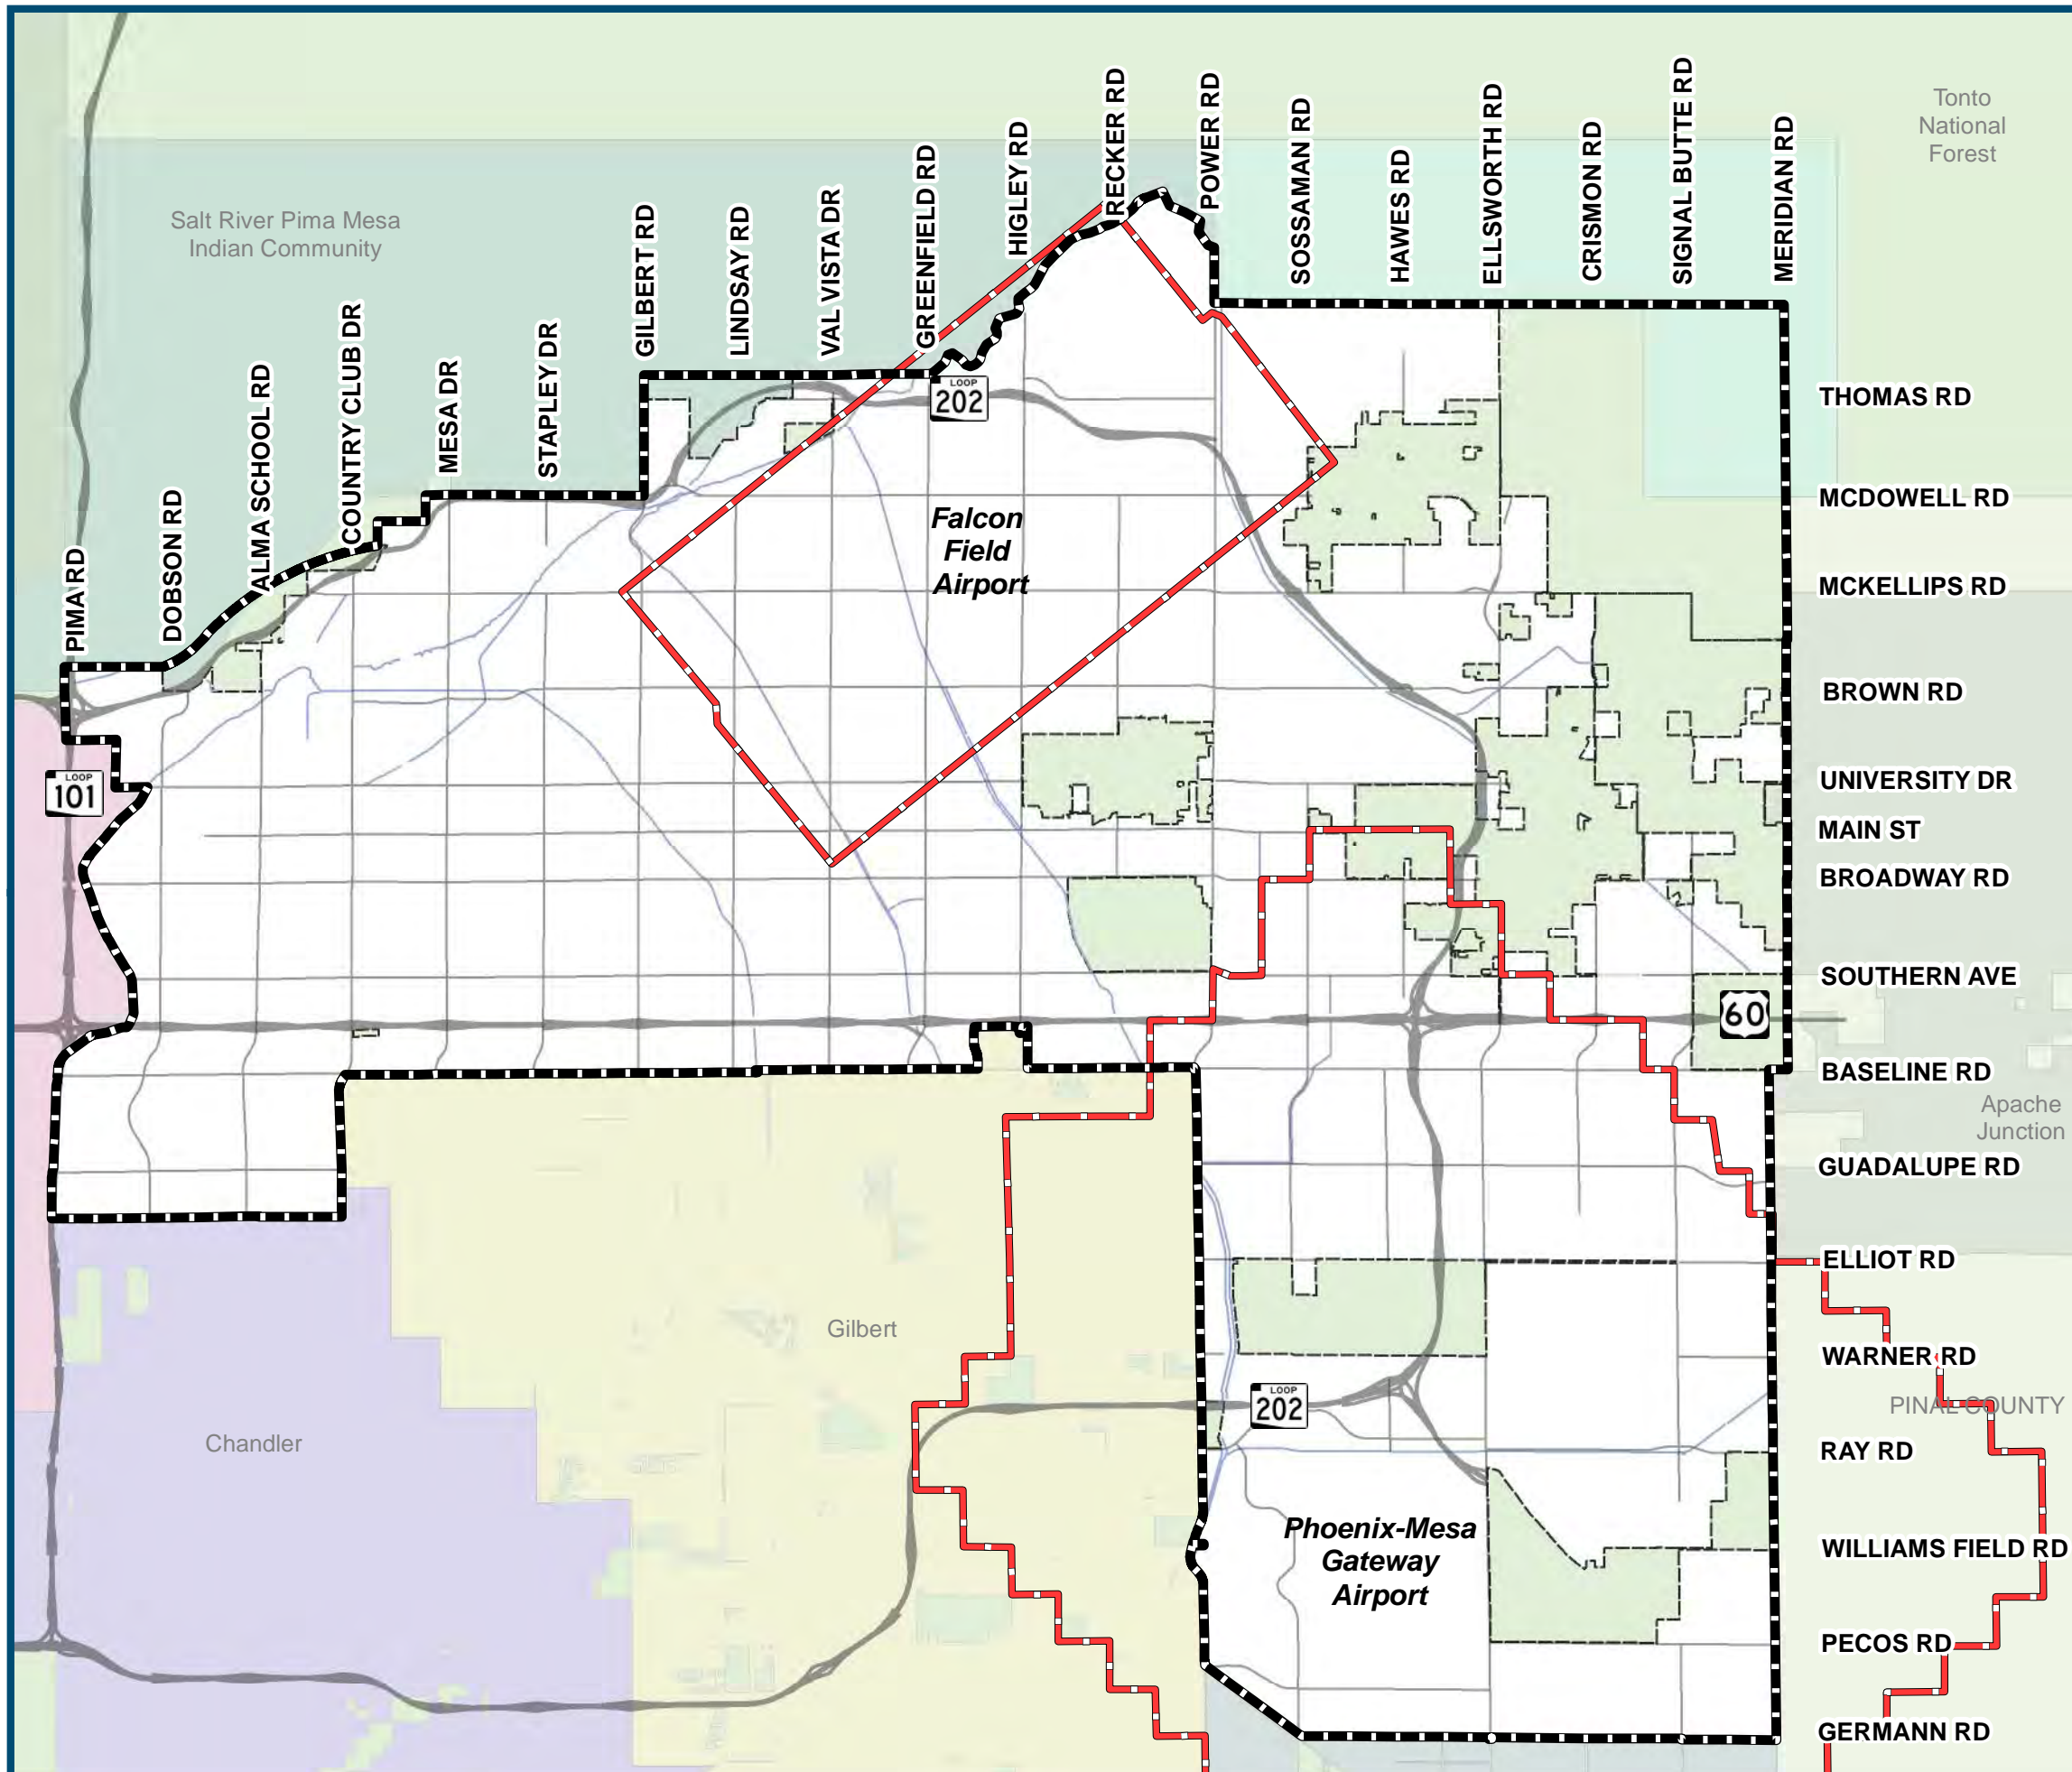 Tonto
National
Forest
Salt River Pima Mesa
Indian Community
PIMA RD
DOBSON RD
ALMA SCHOOL RD
COUNTRY CLUB DR
MESA DR
STAPLEY DR
GILBERT RD
LINDSAY RD
VAL VISTA DR
GREENFIELD RD
HIGLEY RD
RECKER RD
POWER RD
SOSSAMAN RD
HAWES RD
ELLSWORTH RD
CRISMON RD
SIGNAL BUTTE RD
MERIDIAN RD
LOOP
202
THOMAS RD
MCDOWELL RD
Falcon
Field
Airport
MCKELLIPS RD
BROWN RD
LOOP
101
UNIVERSITY DR
MAIN ST
BROADWAY RD
SOUTHERN AVE
60
BASELINE RD
Apache
Junction
GUADALUPE RD
ELLIOT RD
Gilbert
WARNER RD
LOOP
202
PINAL COUNTY
Chandler
RAY RD
Phoenix-Mesa
Gateway
Airport
WILLIAMS FIELD RD
PECOS RD
GERMANN RD